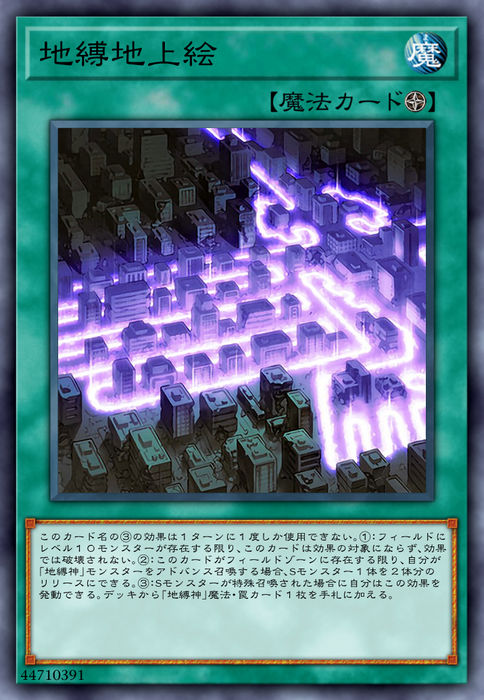 地縛地上絵
魔
【魔法カード】
このカード名の③の効果は1ターンに1度しか使用できない。①:フィールドに
レベル10モンスターが存在する限り、このカードは効果の対象にならず、効果
では破壊されない。②:このカードがフィールドゾーンに存在する限り、自分が
「地縛神」モンスターをアドバンス召喚する場合、Sモンスター1体を2体分の
リリースにできる。③:Sモンスターが特殊召喚された場合に自分はこの効果を
発動できる。デッキから「地縛神」魔法・罠カード1枚を手札に加える。
44710391